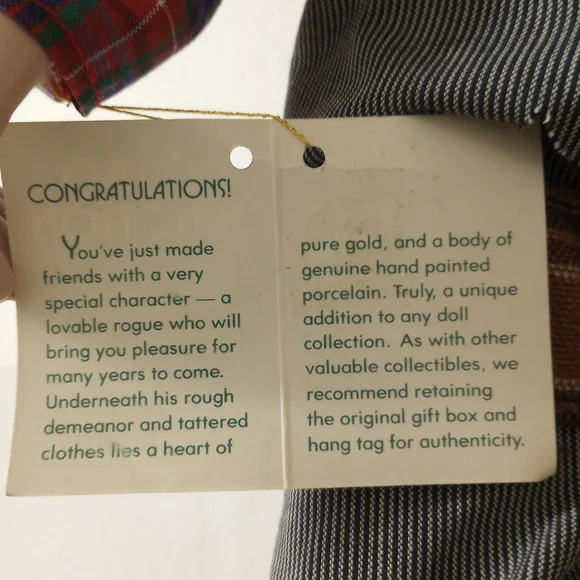 CONGRATULATIONS!
You've just made
friends with a very
special character — a
lovable rogue who will
bring you pleasure for
many years to come.
Underneath his rough
demeanor and tattered
clothes lies a heart of
pure gold, and a body of
genuine hand painted
porcelain. Truly, a unique
addition to any doll
collection. As with other
valuable collectibles, we
recommend retaining
the original gift box and
hang tag for authenticity.